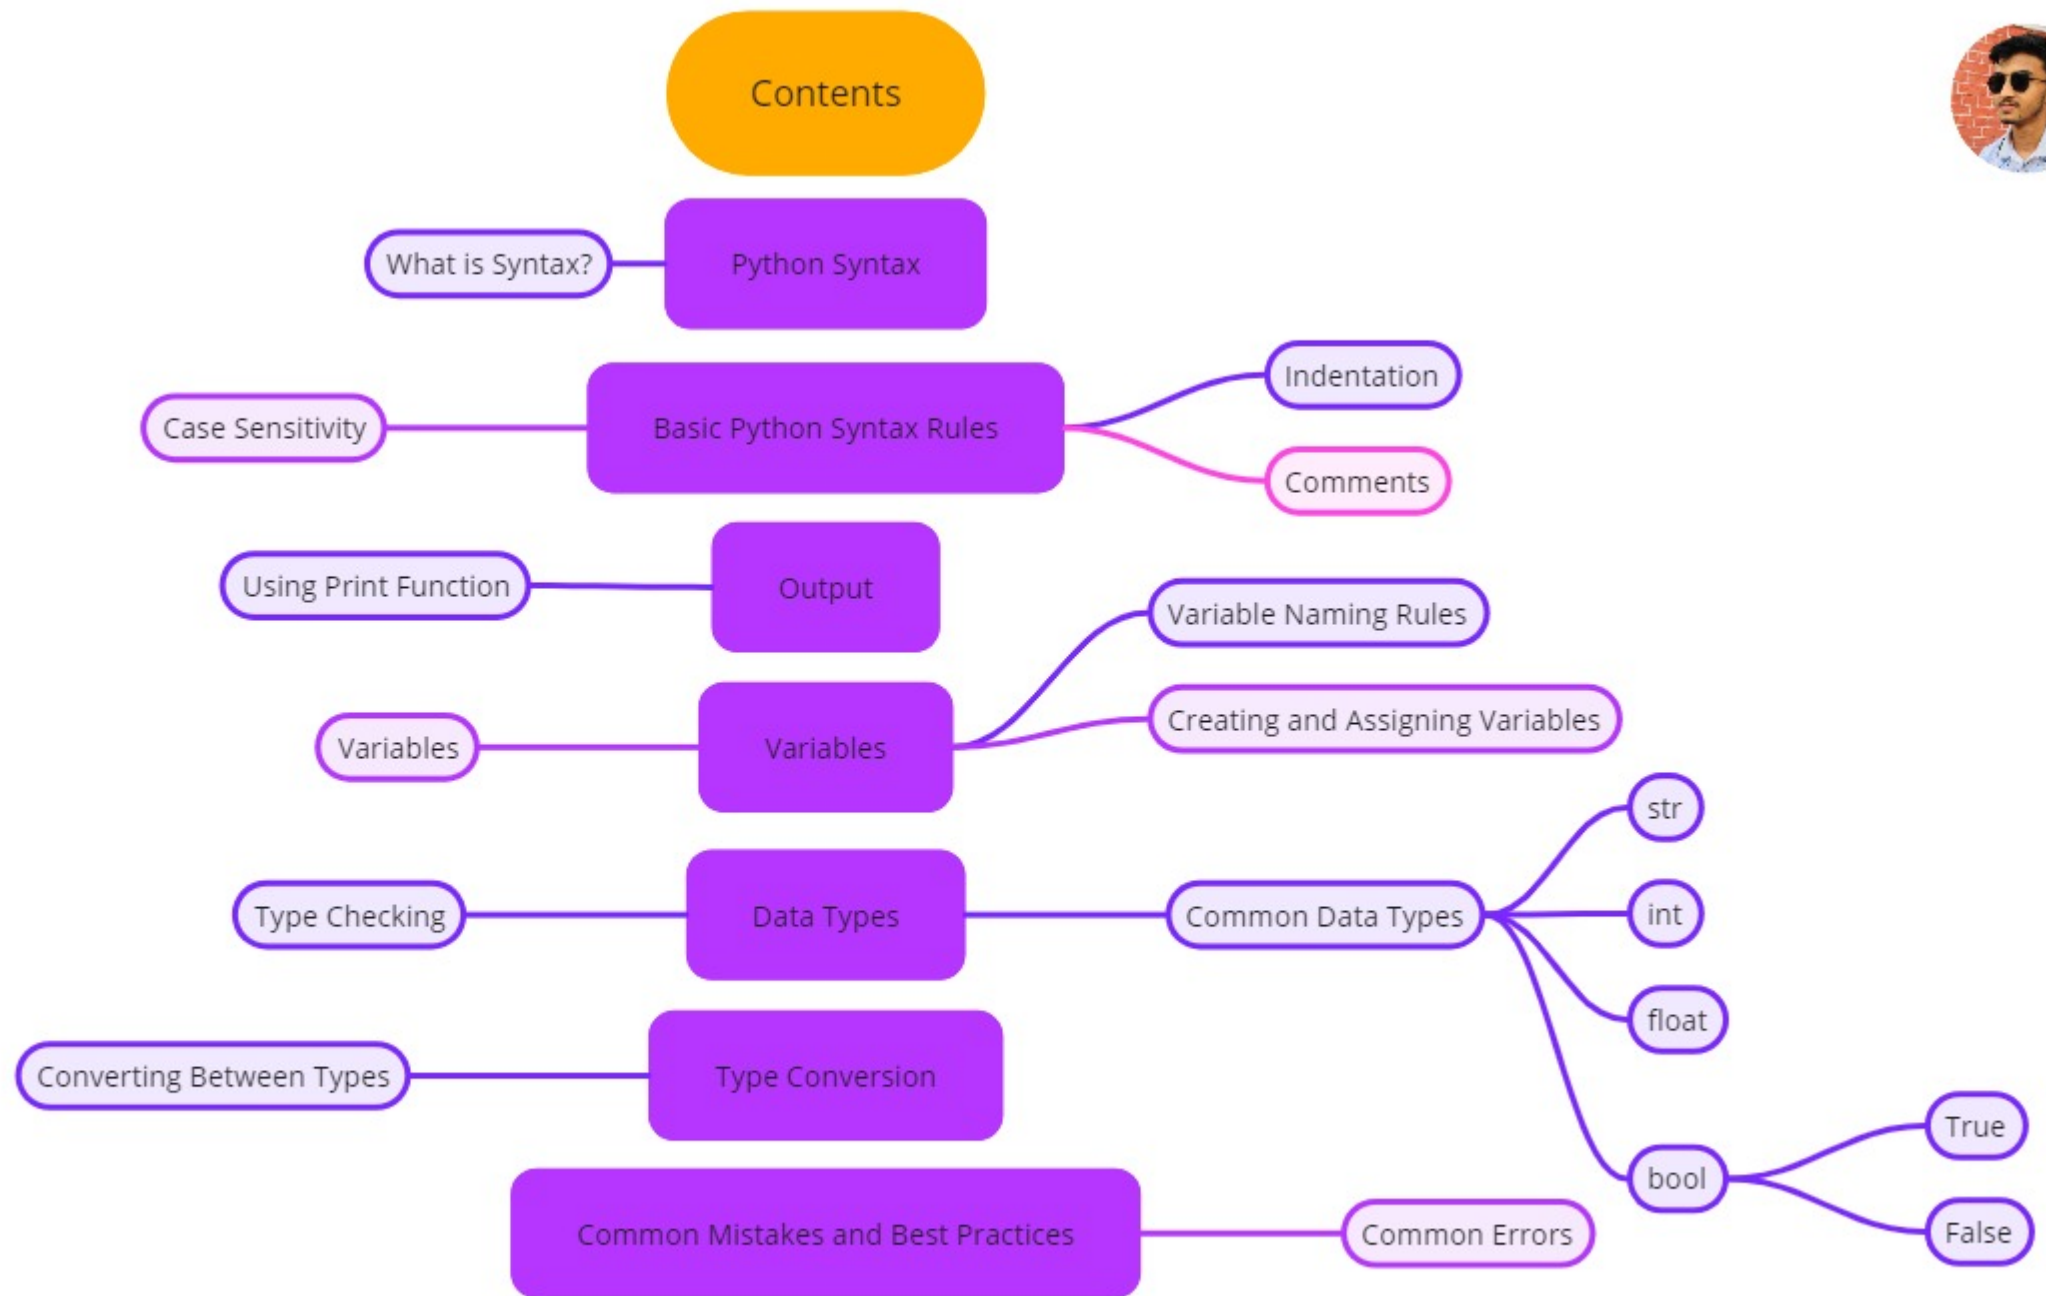 Contents
What is Syntax?
Python Syntax
Case Sensitivity
Basic Python Syntax Rules
Indentation
Comments
Using Print Function
Output
Variables
Variables
Variable Naming Rules
Creating and Assigning Variables
Type Checking
Data Types
Common Data Types
str
int
float
bool
True
False
Converting Between Types
Type Conversion
Common Mistakes and Best Practices
Common Errors